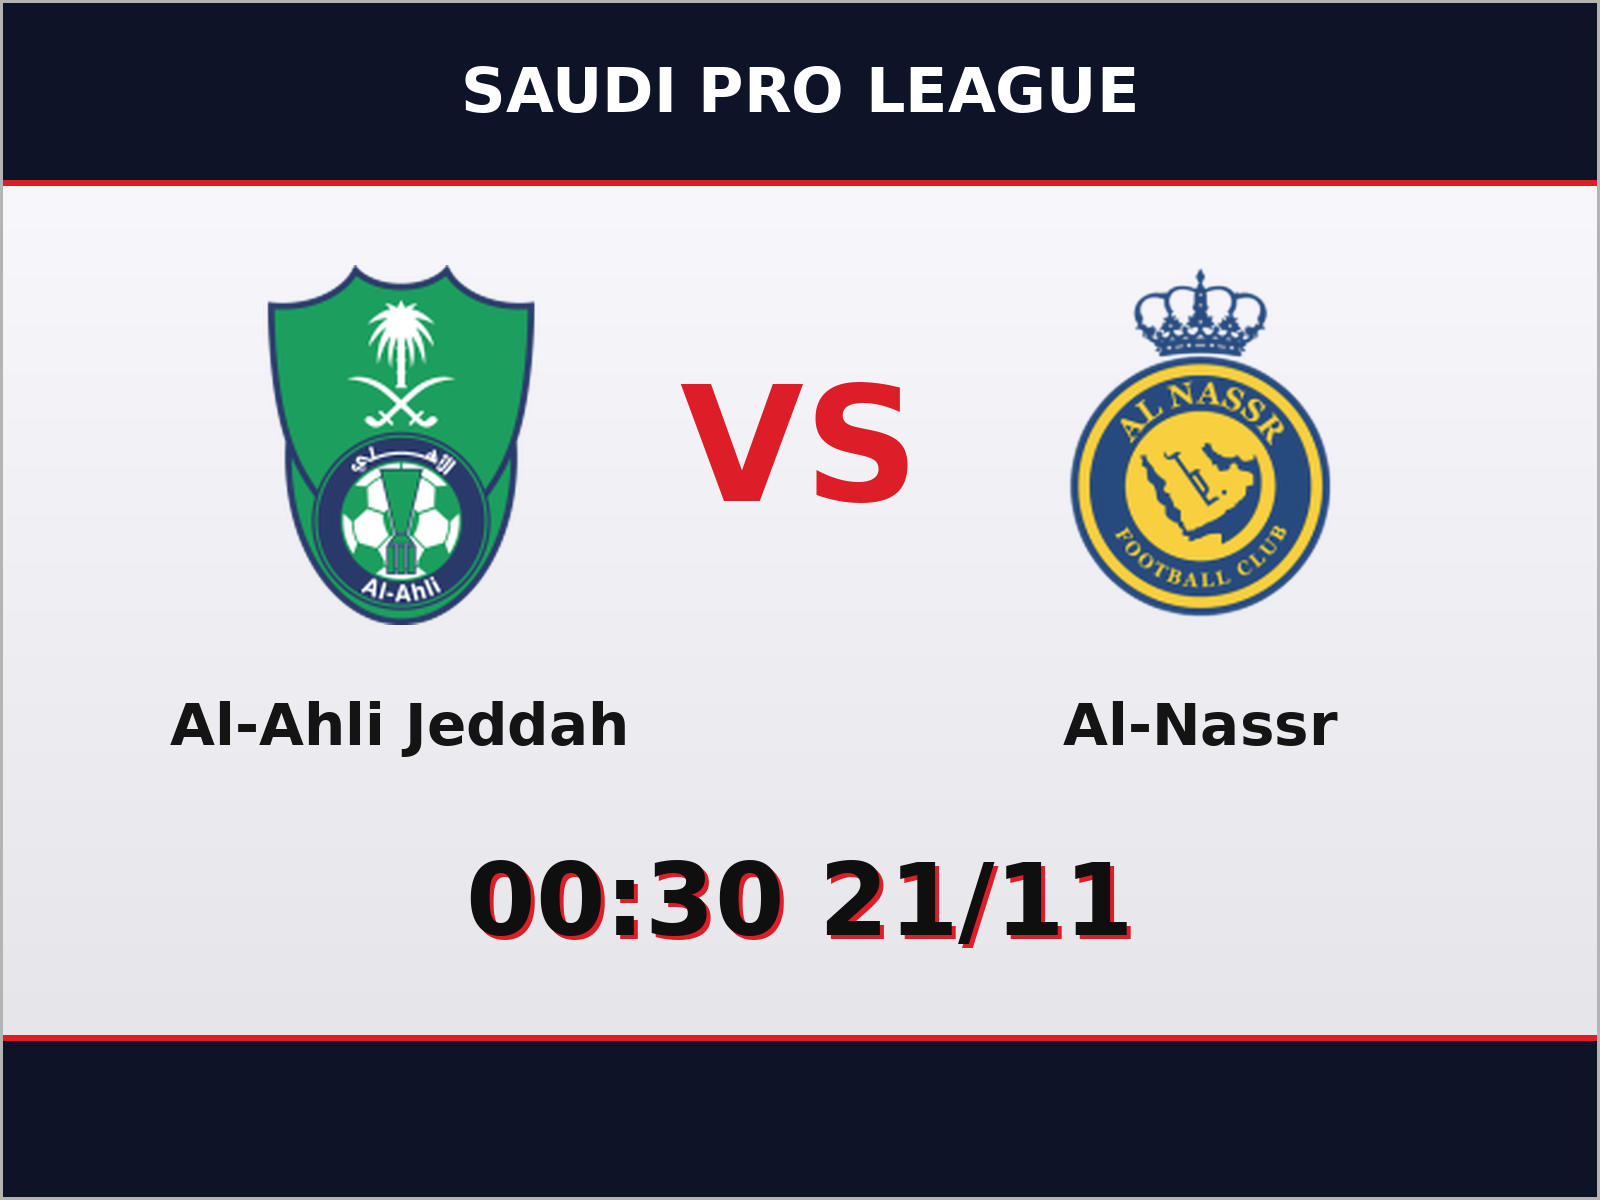 SAUDI PRO LEAGUE
VS
AL NASSR
FOOTBALL CLUB
الأهلي
Al-Ahli
Al-Ahli Jeddah
Al-Nassr
00:30 21/11